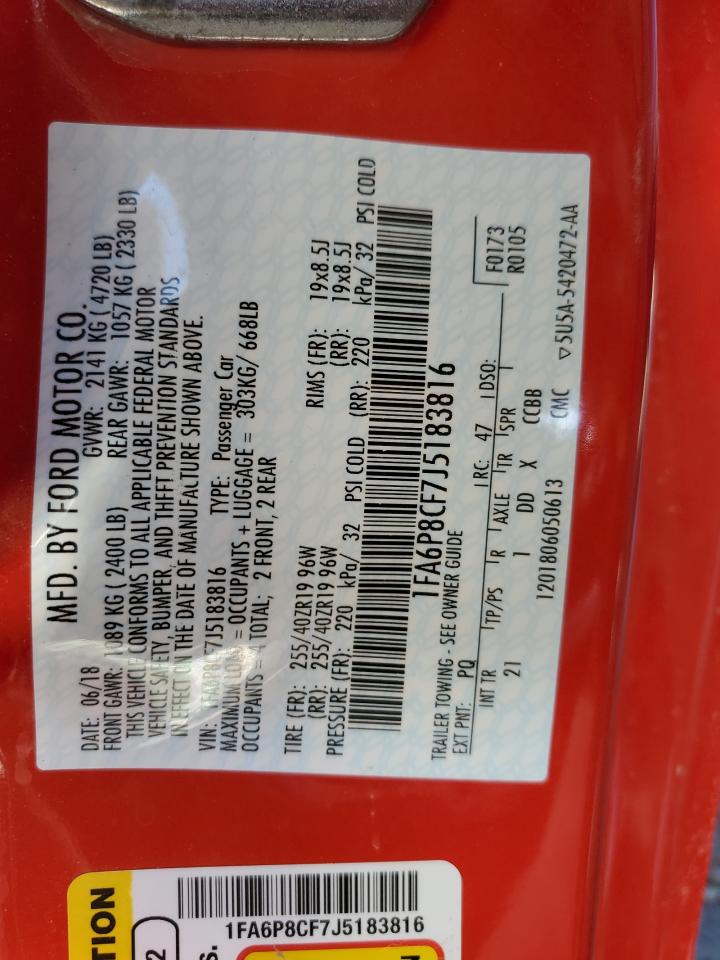 MFD. BY FORD MOTOR CO.
DATE: 06/18 GVWR: 2141 KG ( 4720 LB)
FRONT GAWR: 1089 KG ( 2400 LB) REAR GAWR: 1057 KG ( 2330 LB)
THIS VEHICLE CONFORMS TO ALL APPLICABLE FEDERAL MOTOR
VEHICLE SAFETY, BUMPER, AND THEFT PREVENTION STANDARDS
IN EFFECT ON THE DATE OF MANUFACTURE SHOWN ABOVE.
VIN: 1FA6P8CF7J5183816 TYPE: Passenger Car
MAXIMUM LOAD = OCCUPANTS + LUGGAGE = 303KG/ 668LB
OCCUPANTS = 4 TOTAL; 2 FRONT, 2 REAR
TIRE (FR): 255/40ZR19 96W RIMS (FR): 19x8.5J
(RR): 255/40ZR19 96W (RR): 19x8.5J
PRESSURE (FR): 220 kPa/ 32 PSI COLD (RR): 220 kPa/ 32 PSI COLD
1FA6P8CF7J5183816
TRAILER TOWING - SEE OWNER GUIDE
EXT PNT: PQ RC: 47 DSO: F0173
R0105
INT TR TP/PS R AXLE TR SPR
21 1 DD X CCBB
1201806050613 CMC ▽5U5A-5420472-AA
TION
2
S.
1FA6P8CF7J5183816